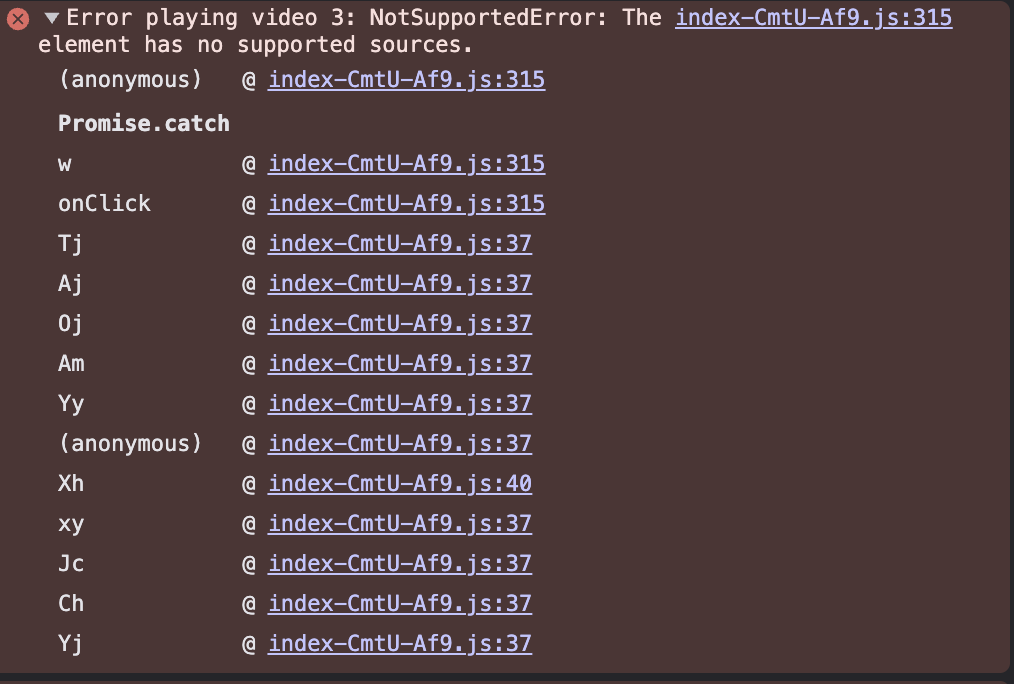 ▼Error playing video 3: NotSupportedError: The index-CmtU-Af9.js:315
element has no supported sources.
(anonymous) @ index-CmtU-Af9.js:315
Promise.catch
w @ index-CmtU-Af9.js:315
onClick @ index-CmtU-Af9.js:315
Tj @ index-CmtU-Af9.js:37
Aj @ index-CmtU-Af9.js:37
Oj @ index-CmtU-Af9.js:37
Am @ index-CmtU-Af9.js:37
Yy @ index-CmtU-Af9.js:37
(anonymous) @ index-CmtU-Af9.js:37
Xh @ index-CmtU-Af9.js:40
xy @ index-CmtU-Af9.js:37
Jc @ index-CmtU-Af9.js:37
Ch @ index-CmtU-Af9.js:37
Yj @ index-CmtU-Af9.js:37